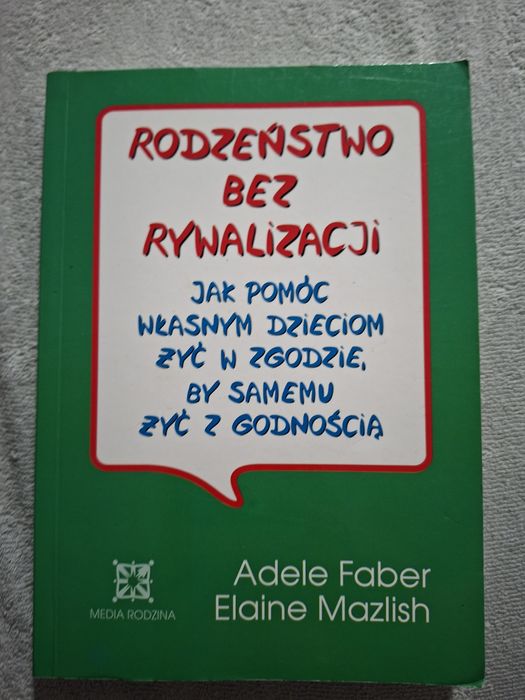 RODZEŃSTWO
BEZ
RYWALIZACJI
JAK POMÓC
WŁASNYM DZIECIOM
ŻYĆ W ZGODZIE,
BY SAMEMU
ŻYĆ Z GODNOŚCIĄ
Adele Faber
Elaine Mazlish
MEDIA RODZINA